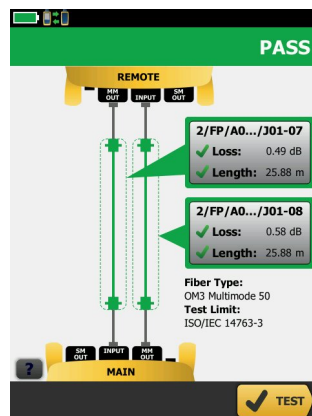 PASS
REMOTE
MM OUT
INPUT
SM OUT
2/FP/A0.../J01-07
Loss: 0.49 dB
Length: 25.88 m
2/FP/A0.../J01-08
Loss: 0.58 dB
Length: 25.88 m
Fiber Type:
OM3 Multimode 50
Test Limit:
ISO/IEC 14763-3
SM OUT
INPUT
MM OUT
MAIN
?
TEST